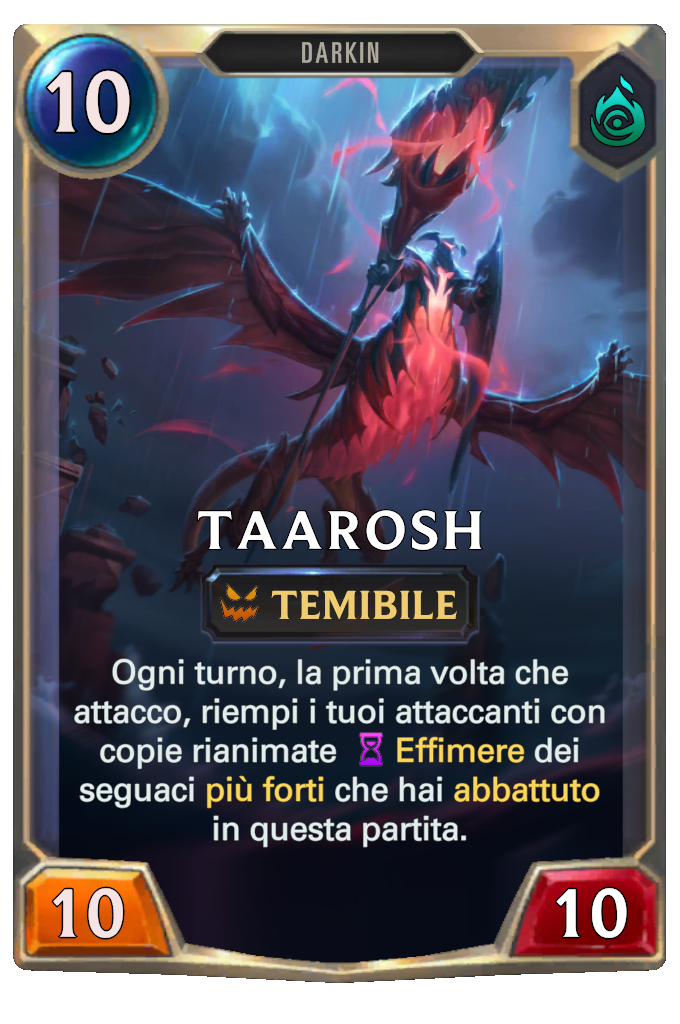 DARKIN
10
TAAROSH
TEMIBILE
Ogni turno, la prima volta che
attacco, riempi i tuoi attaccanti con
copie rianimate Effimere dei
seguaci più forti che hai abbattuto
in questa partita.
10
10